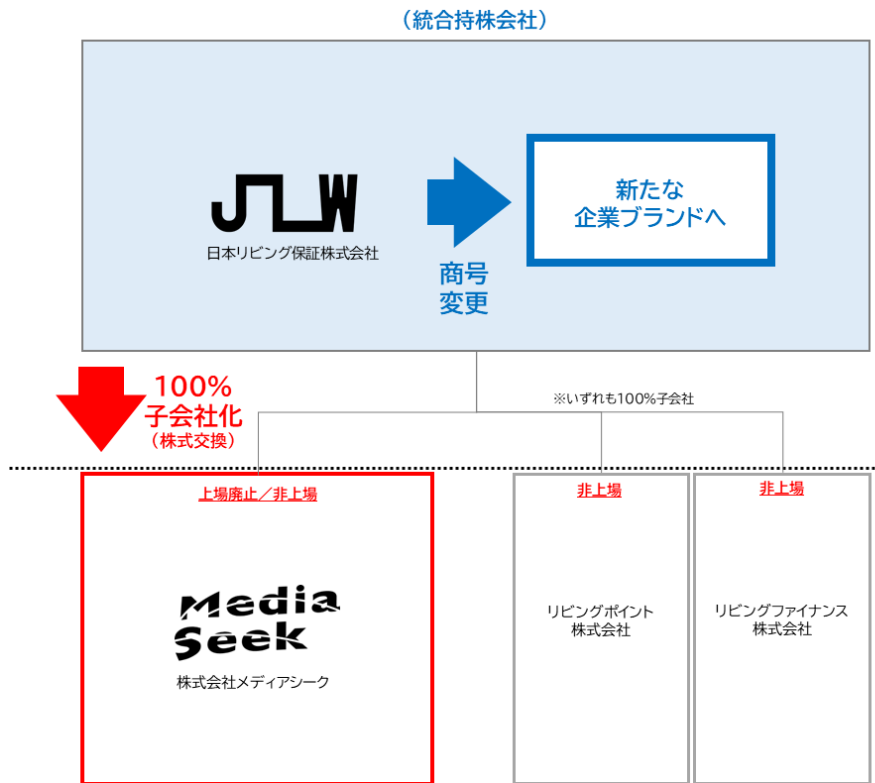 （統合持株会社）
JLW
日本リビング保証株式会社
商号
変更
新たな
企業ブランドへ
100%
子会社化
（株式交換）
※いずれも100%子会社
上場廃止／非上場
Media
Seek
株式会社メディアシーク
非上場
リビングポイント
株式会社
非上場
リビングファイナンス
株式会社